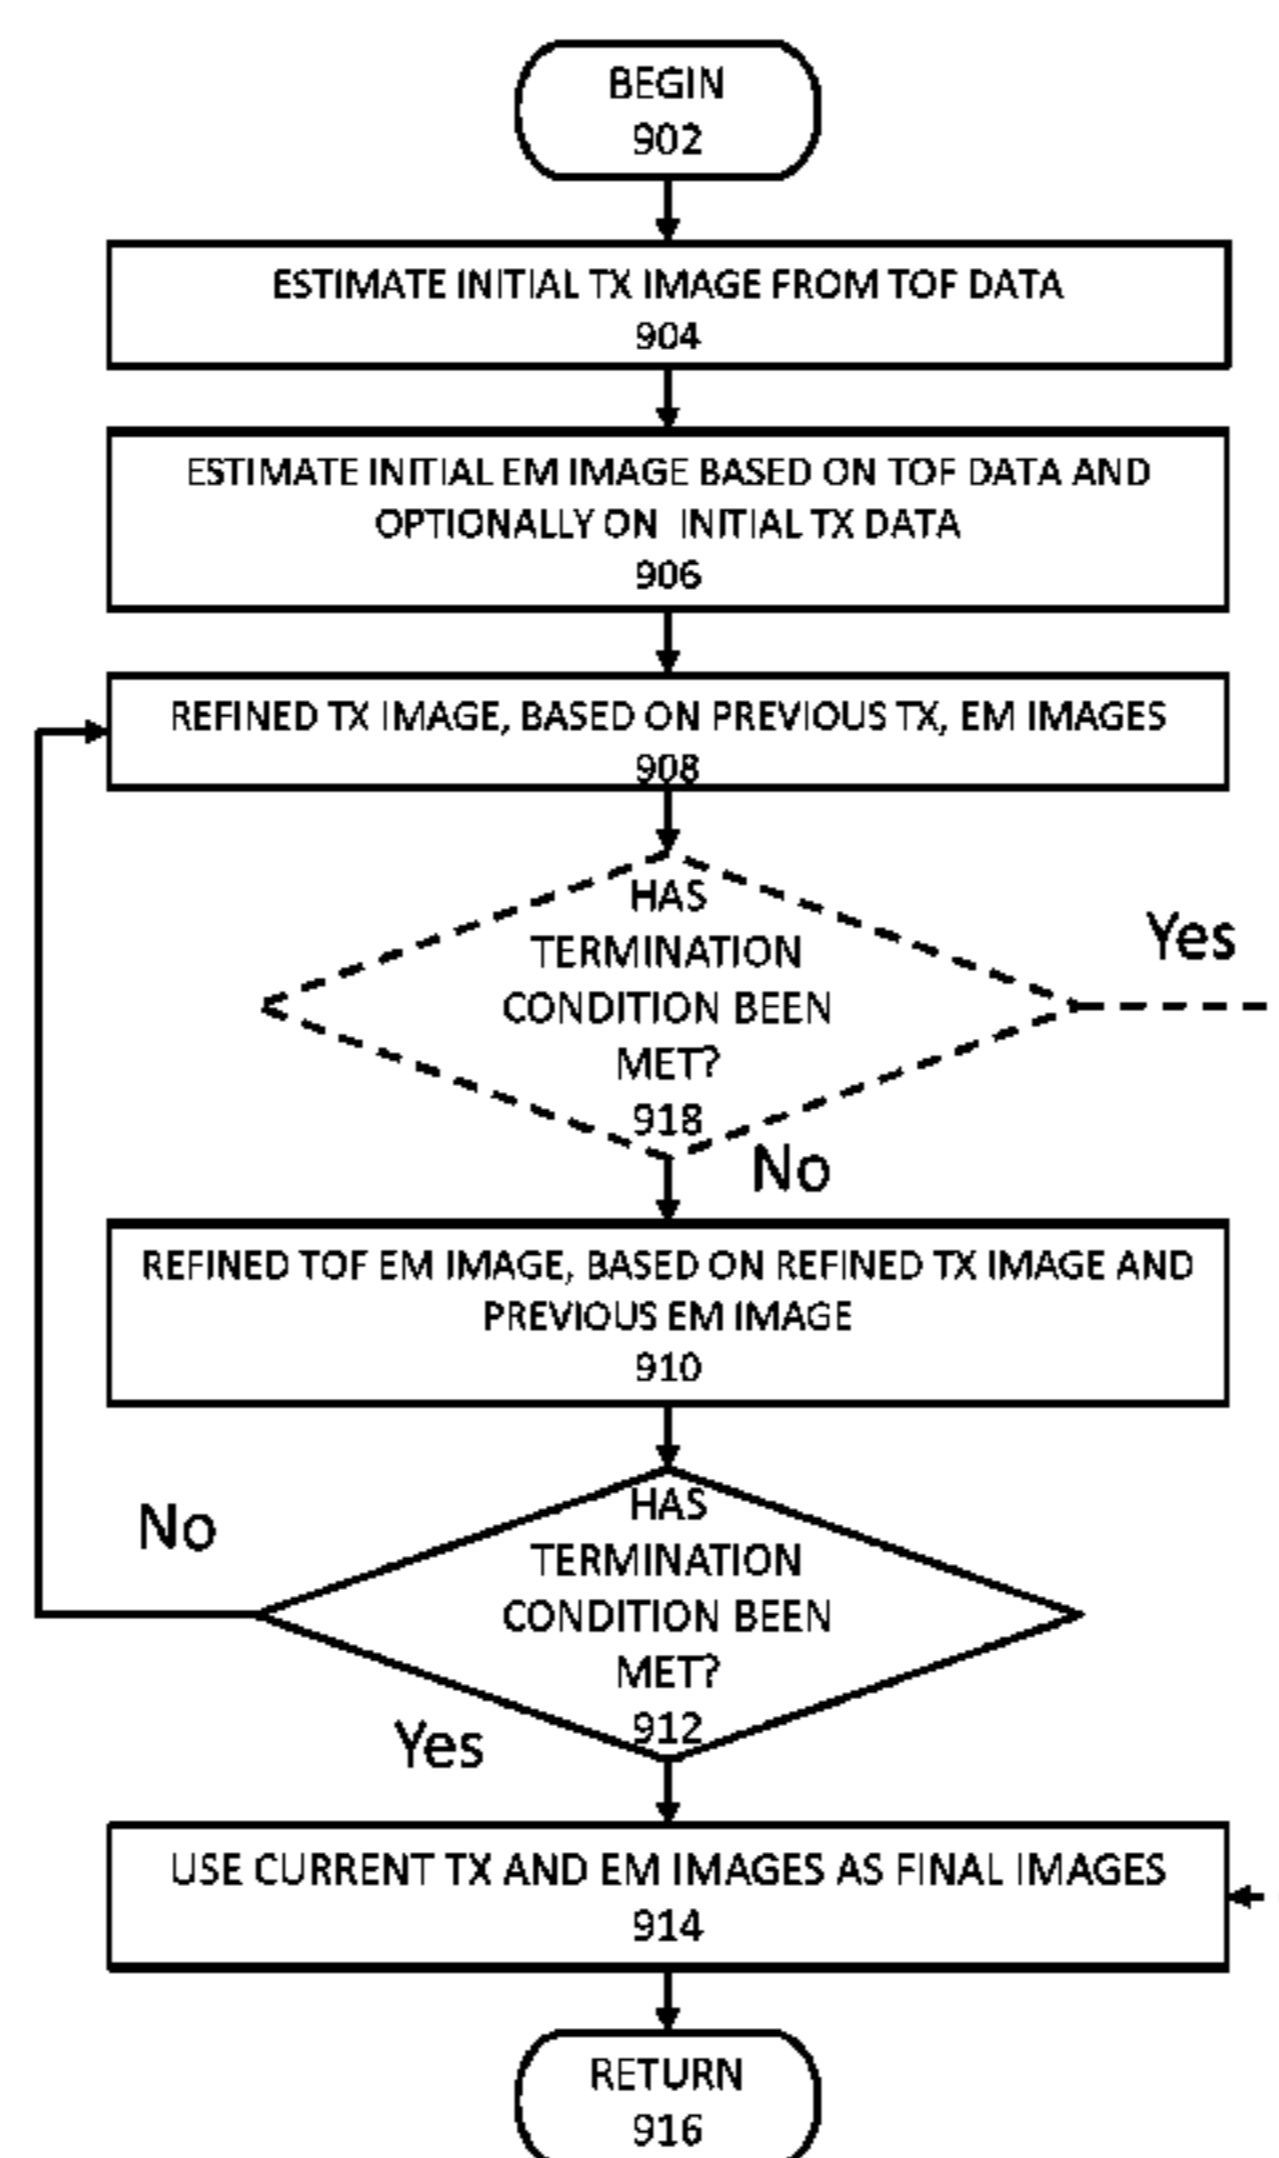 BEGIN
902
ESTIMATE INITIAL TX IMAGE FROM TOF DATA
904
ESTIMATE INITIAL EM IMAGE BASED ON TOF DATA AND
OPTIONALLY ON INITIAL TX DATA
906
REFINED TX IMAGE, BASED ON PREVIOUS TX, EM IMAGES
908
HAS
TERMINATION
CONDITION BEEN
MET?
918
Yes
No
REFINED TOF EM IMAGE, BASED ON REFINED TX IMAGE AND
PREVIOUS EM IMAGE
910
HAS
TERMINATION
CONDITION BEEN
MET?
912
No
Yes
USE CURRENT TX AND EM IMAGES AS FINAL IMAGES
914
RETURN
916